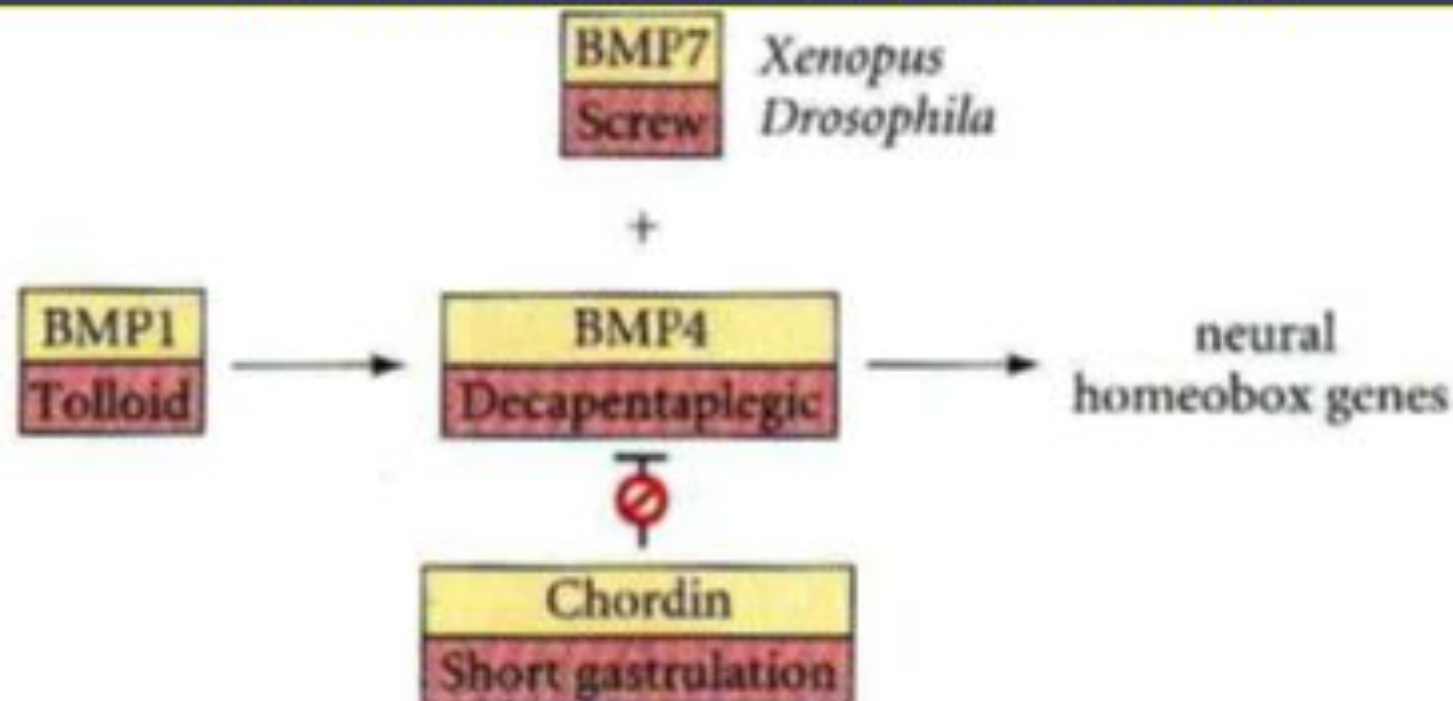 BMP7
Screw
Xenopus
Drosophila
+
BMP1
Tolloid
BMP4
Decapentaplegic
neural
homeobox genes
Chordin
Short gastrulation